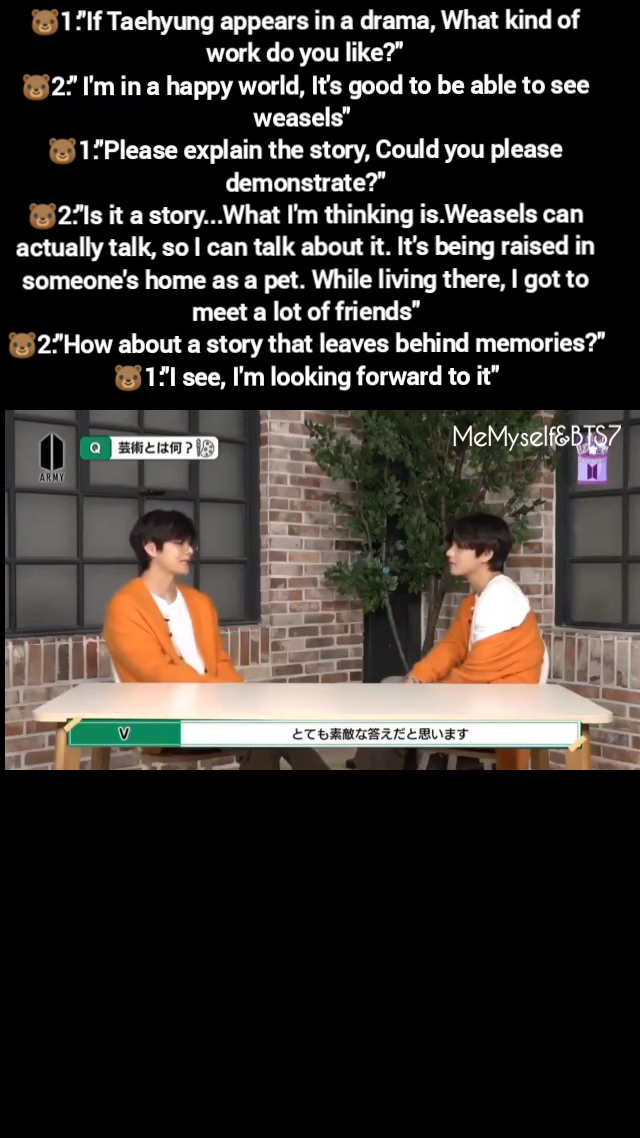 🐻1:"If Taehyung appears in a drama, What kind of
work do you like?"
🐻2:" I'm in a happy world, It's good to be able to see
weasels"
🐻1:"Please explain the story, Could you please
demonstrate?"
🐻2:"Is it a story...What I'm thinking is.Weasels can
actually talk, so I can talk about it. It's being raised in
someone's home as a pet. While living there, I got to
meet a lot of friends"
🐻2:"How about a story that leaves behind memories?"
🐻1:"I see, I'm looking forward to it"
MeMyself&BTS7
ARMY
Q 芸術とは何？
V とても素敵な答えだと思います